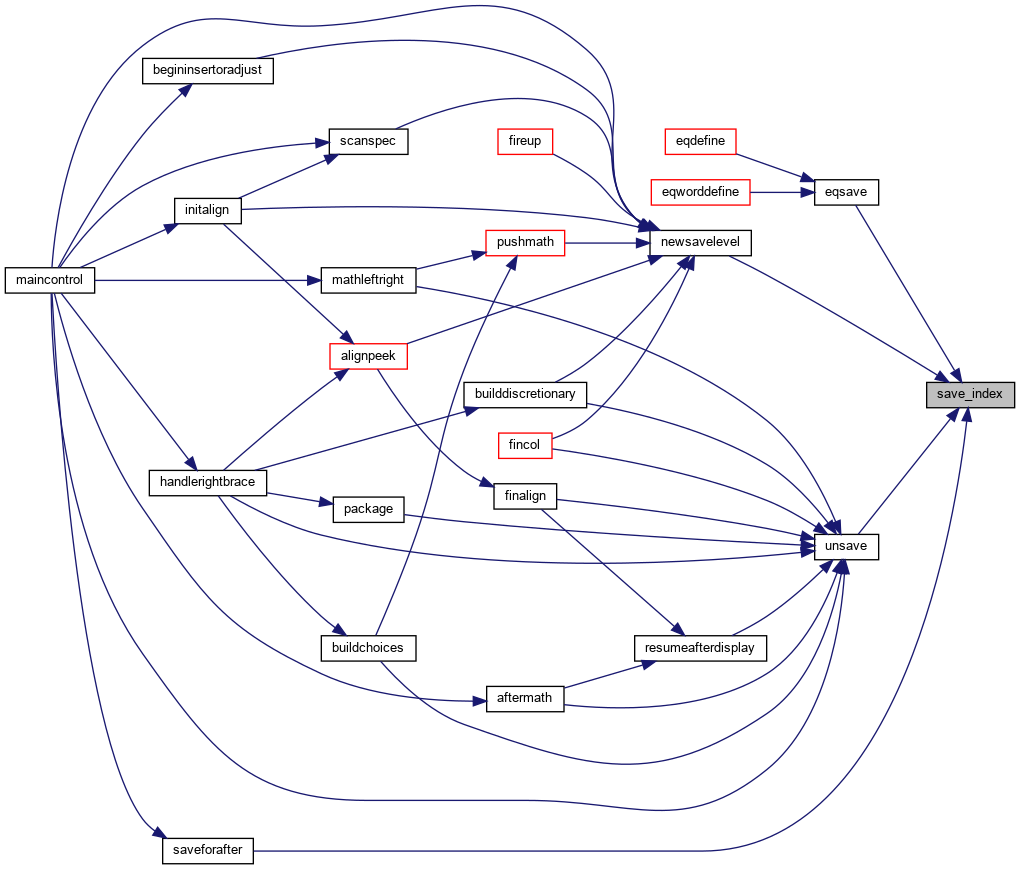 begininsertoradjust
scanspec
fireup
eqdefine
eqworddefine
eqsave
initalign
newsavelevel
pushmath
maincontrol
mathleftright
alignpeek
builddiscretionary
save_index
fincol
handlerightbrace
finalign
package
unsave
buildchoices
resumeafterdisplay
aftermath
saveforafter